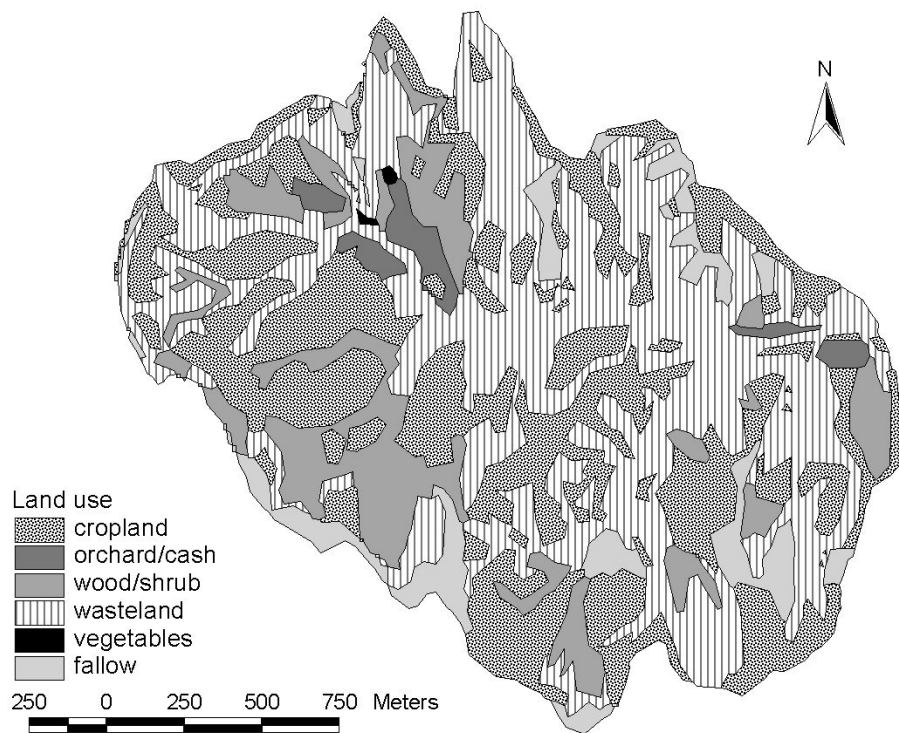 N
Land use
cropland
orchard/cash
wood/shrub
wasteland
vegetables
fallow
250 0 250 500 750 Meters